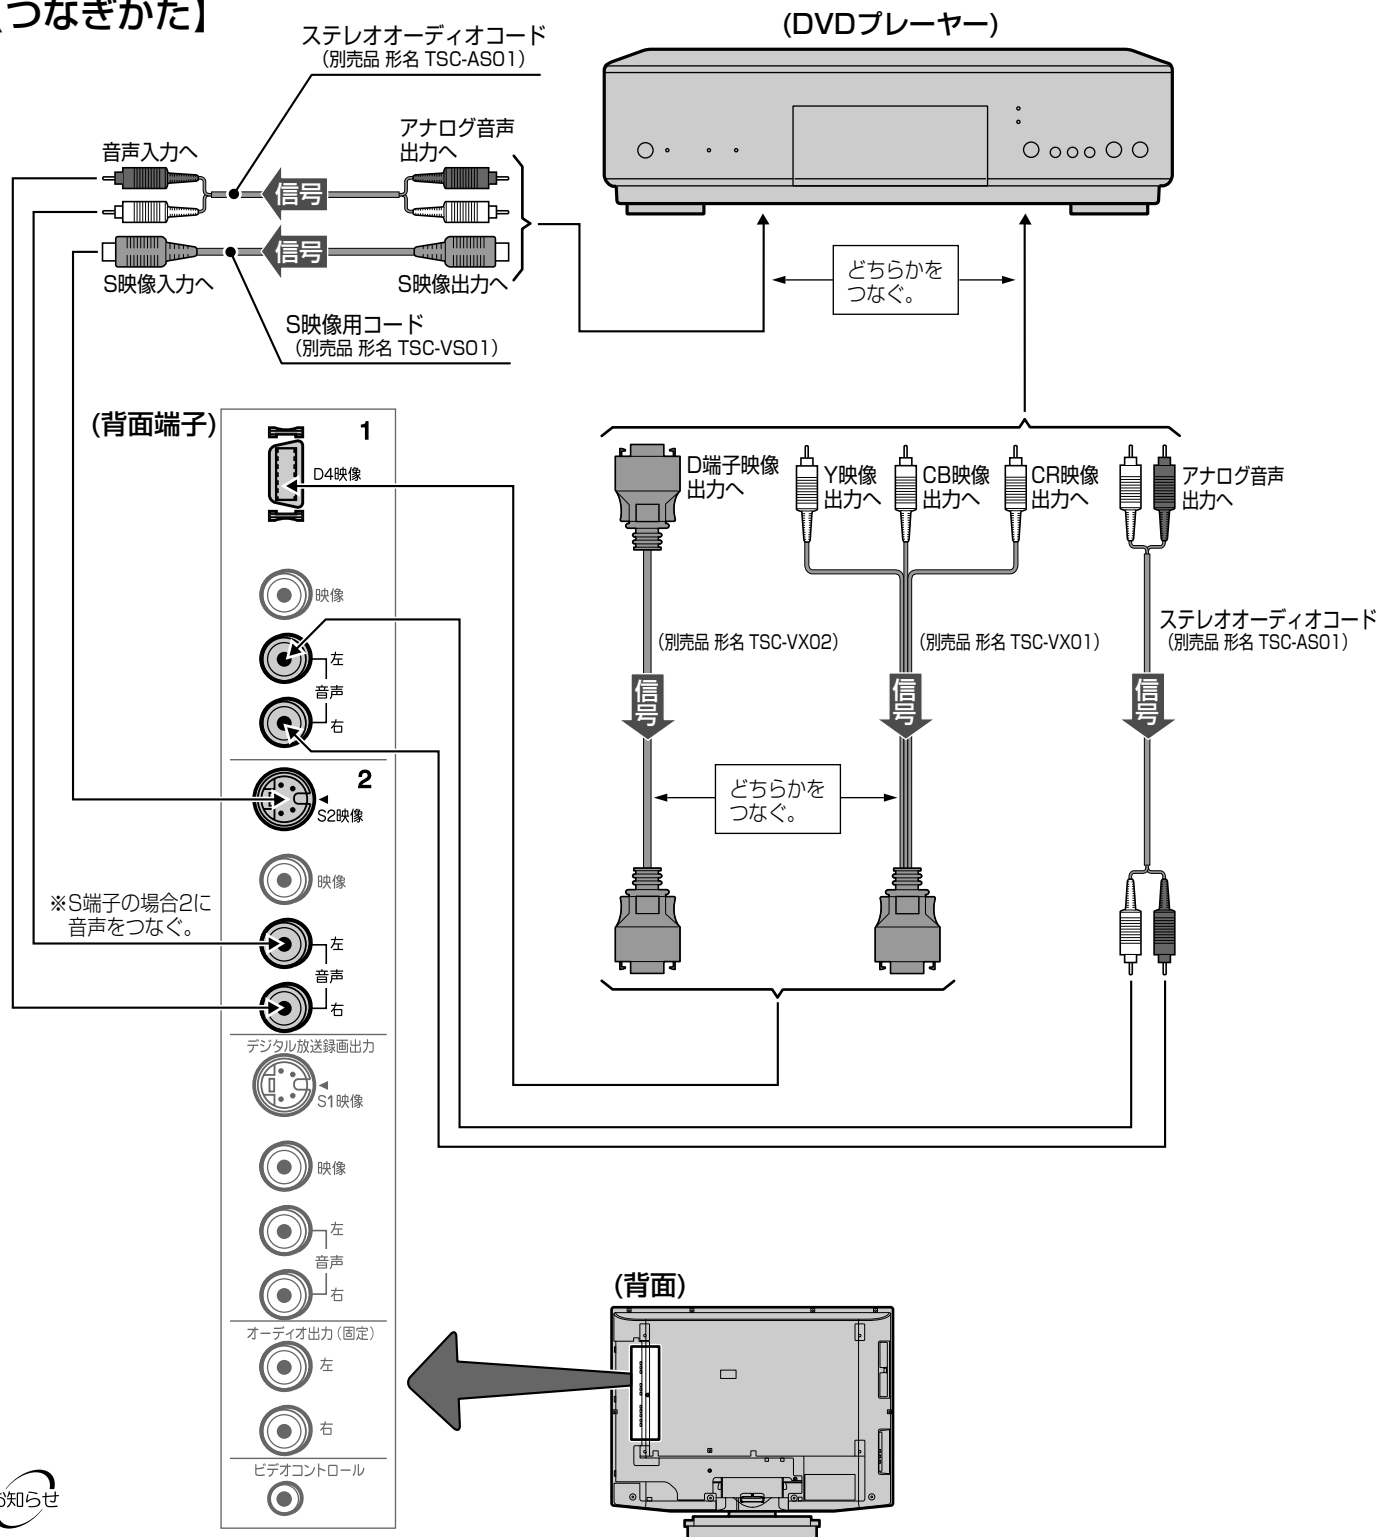 つなぎかた】
(DVDプレーヤー)
ステレオオーディオコード
（別売品 形名 TSC-AS01）
音声入力へ
アナログ音声
出力へ
信号
信号
S映像入力へ
S映像出力へ
S映像用コード
（別売品 形名 TSC-VS01）
どちらかを
つなぐ。
(背面端子)
1
D4映像
映像
左
音声
右
2
S2映像
映像
※S端子の場合2に
音声をつなぐ。
左
音声
右
デジタル放送録画出力
S1映像
映像
左
音声
右
オーディオ出力（固定）
左
右
ビデオコントロール
D端子映像
出力へ
Y映像
出力へ
CB映像
出力へ
CR映像
出力へ
アナログ音声
出力へ
（別売品 形名 TSC-VX02）
（別売品 形名 TSC-VX01）
ステレオオーディオコード
（別売品 形名 TSC-AS01）
信号
信号
信号
どちらかを
つなぐ。
(背面)
お知らせ